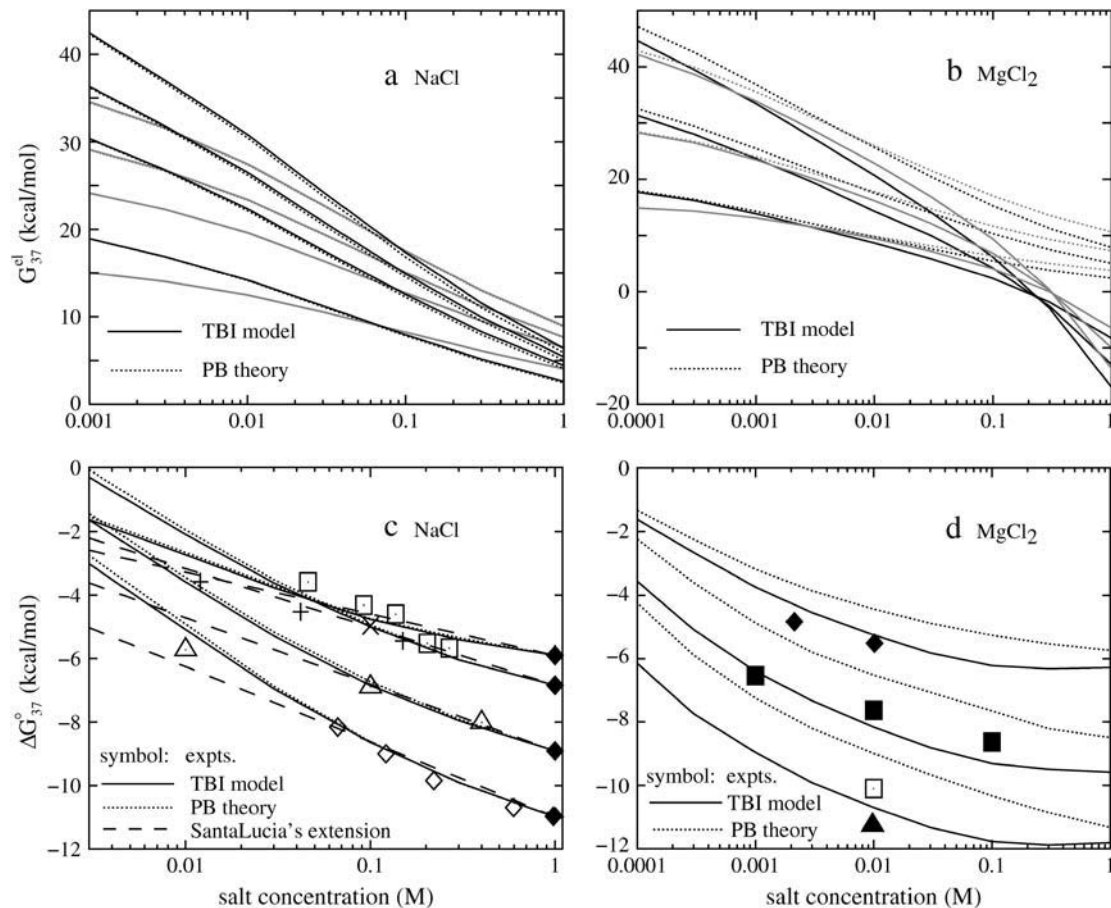 a NaCl
40
30
20
10
0
G37^el (kcal/mol)
TBI model
PB theory
0.001
0.01
0.1
1
b MgCl2
40
20
0
−20
TBI model
PB theory
0.0001
0.001
0.01
0.1
1
c NaCl
0
−2
−4
−6
−8
−10
−12
ΔG°37 (kcal/mol)
symbol: expts.
TBI model
PB theory
SantaLucia's extension
0.01
0.1
1
salt concentration (M)
d MgCl2
0
−2
−4
−6
−8
−10
−12
symbol: expts.
TBI model
PB theory
0.0001
0.001
0.01
0.1
1
salt concentration (M)